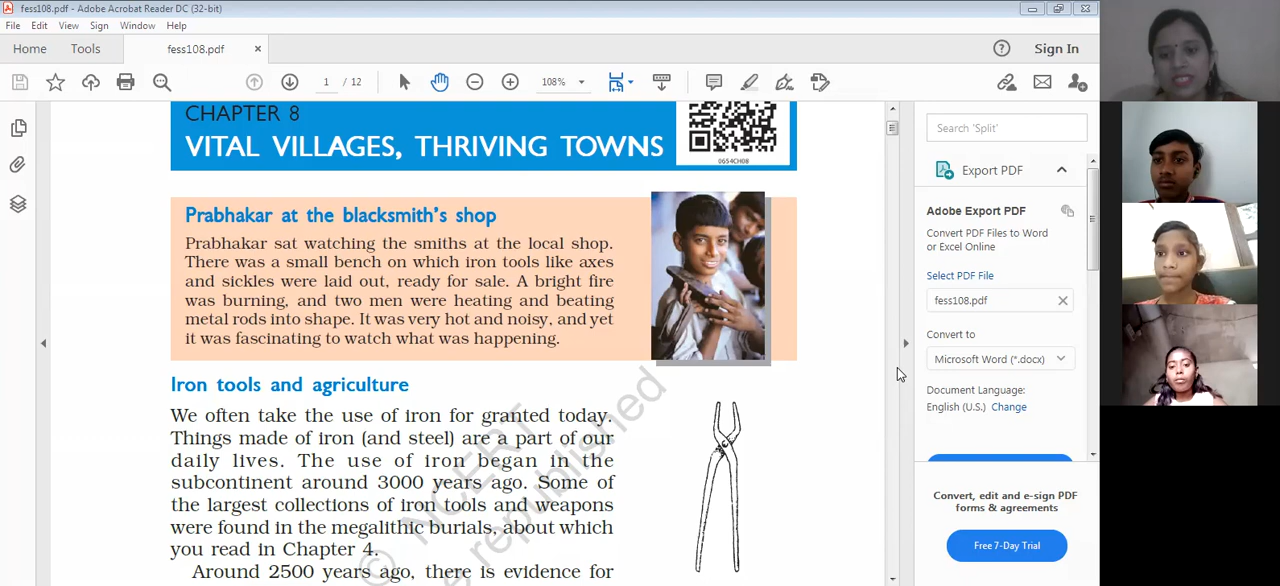 fess108.pdf - Adobe Acrobat Reader DC (32-bit)
File Edit View Sign Window Help
Home Tools fess108.pdf × ? Sign In
1 / 12 108%
CHAPTER 8
VITAL VILLAGES, THRIVING TOWNS
0654CH08
Prabhakar at the blacksmith's shop
Prabhakar sat watching the smiths at the local shop.
There was a small bench on which iron tools like axes
and sickles were laid out, ready for sale. A bright fire
was burning, and two men were heating and beating
metal rods into shape. It was very hot and noisy, and yet
it was fascinating to watch what was happening.
Iron tools and agriculture
We often take the use of iron for granted today.
Things made of iron (and steel) are a part of our
daily lives. The use of iron began in the
subcontinent around 3000 years ago. Some of
the largest collections of iron tools and weapons
were found in the megalithic burials, about which
you read in Chapter 4.
Around 2500 years ago, there is evidence for
© NCERT
republished
Search 'Split'
Export PDF
Adobe Export PDF
Convert PDF Files to Word
or Excel Online
Select PDF File
fess108.pdf
Convert to
Microsoft Word (*.docx)
Document Language:
English (U.S.) Change
Convert, edit and e-sign PDF
forms & agreements
Free 7-Day Trial